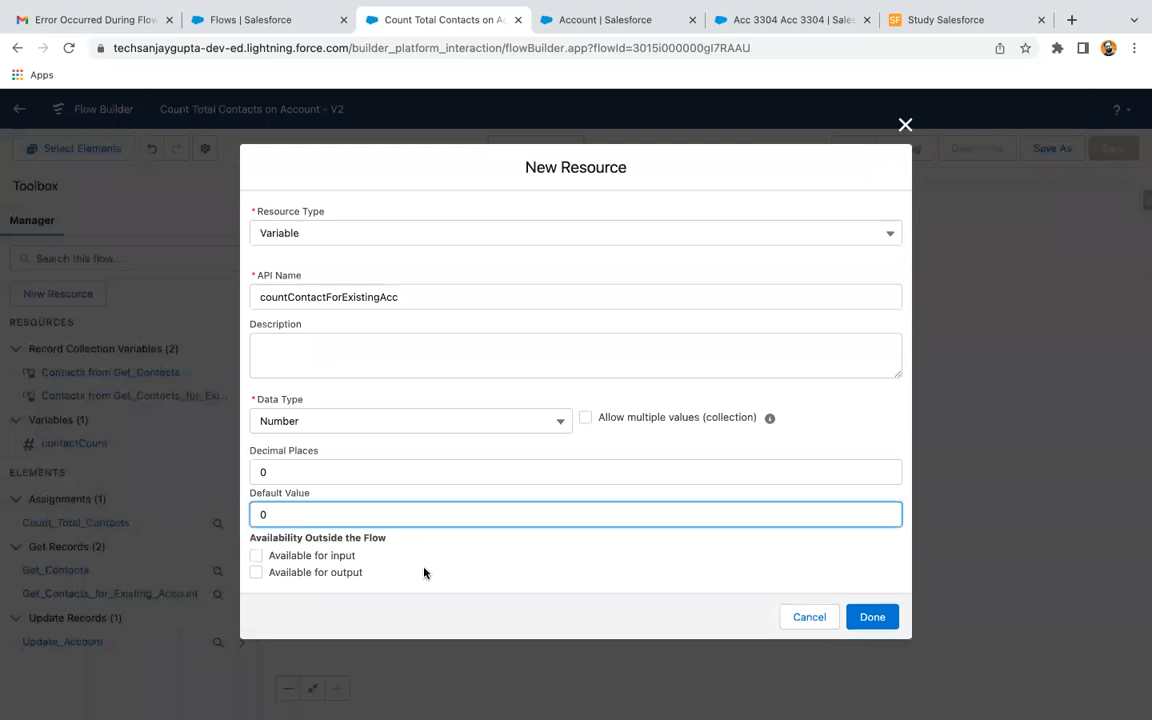 Error Occurred During Flow
Flows | Salesforce
Count Total Contacts on A
Account | Salesforce
Acc 3304 Acc 3304 | Sales
SF Study Salesforce
techsanjaygupta-dev-ed.lightning.force.com/builder_platform_interaction/flowBuilder.app?flowId=3015i000000gI7RAAU
Apps
Flow Builder
Count Total Contacts on Account - V2
?
Select Elements
Save As
Save
Toolbox
Manager
Search this flow...
New Resource
RESOURCES
Record Collection Variables (2)
Contacts from Get_Contacts
Contacts from Get_Contacts_for_Exi...
Variables (1)
contactCount
ELEMENTS
Assignments (1)
Count_Total_Contacts
Get Records (2)
Get_Contacts
Get_Contacts_for_Existing_Account
Update Records (1)
Update_Account
New Resource
* Resource Type
Variable
* API Name
countContactForExistingAcc
Description
* Data Type
Number
Allow multiple values (collection)
Decimal Places
0
Default Value
0
Availability Outside the Flow
Available for input
Available for output
Cancel
Done